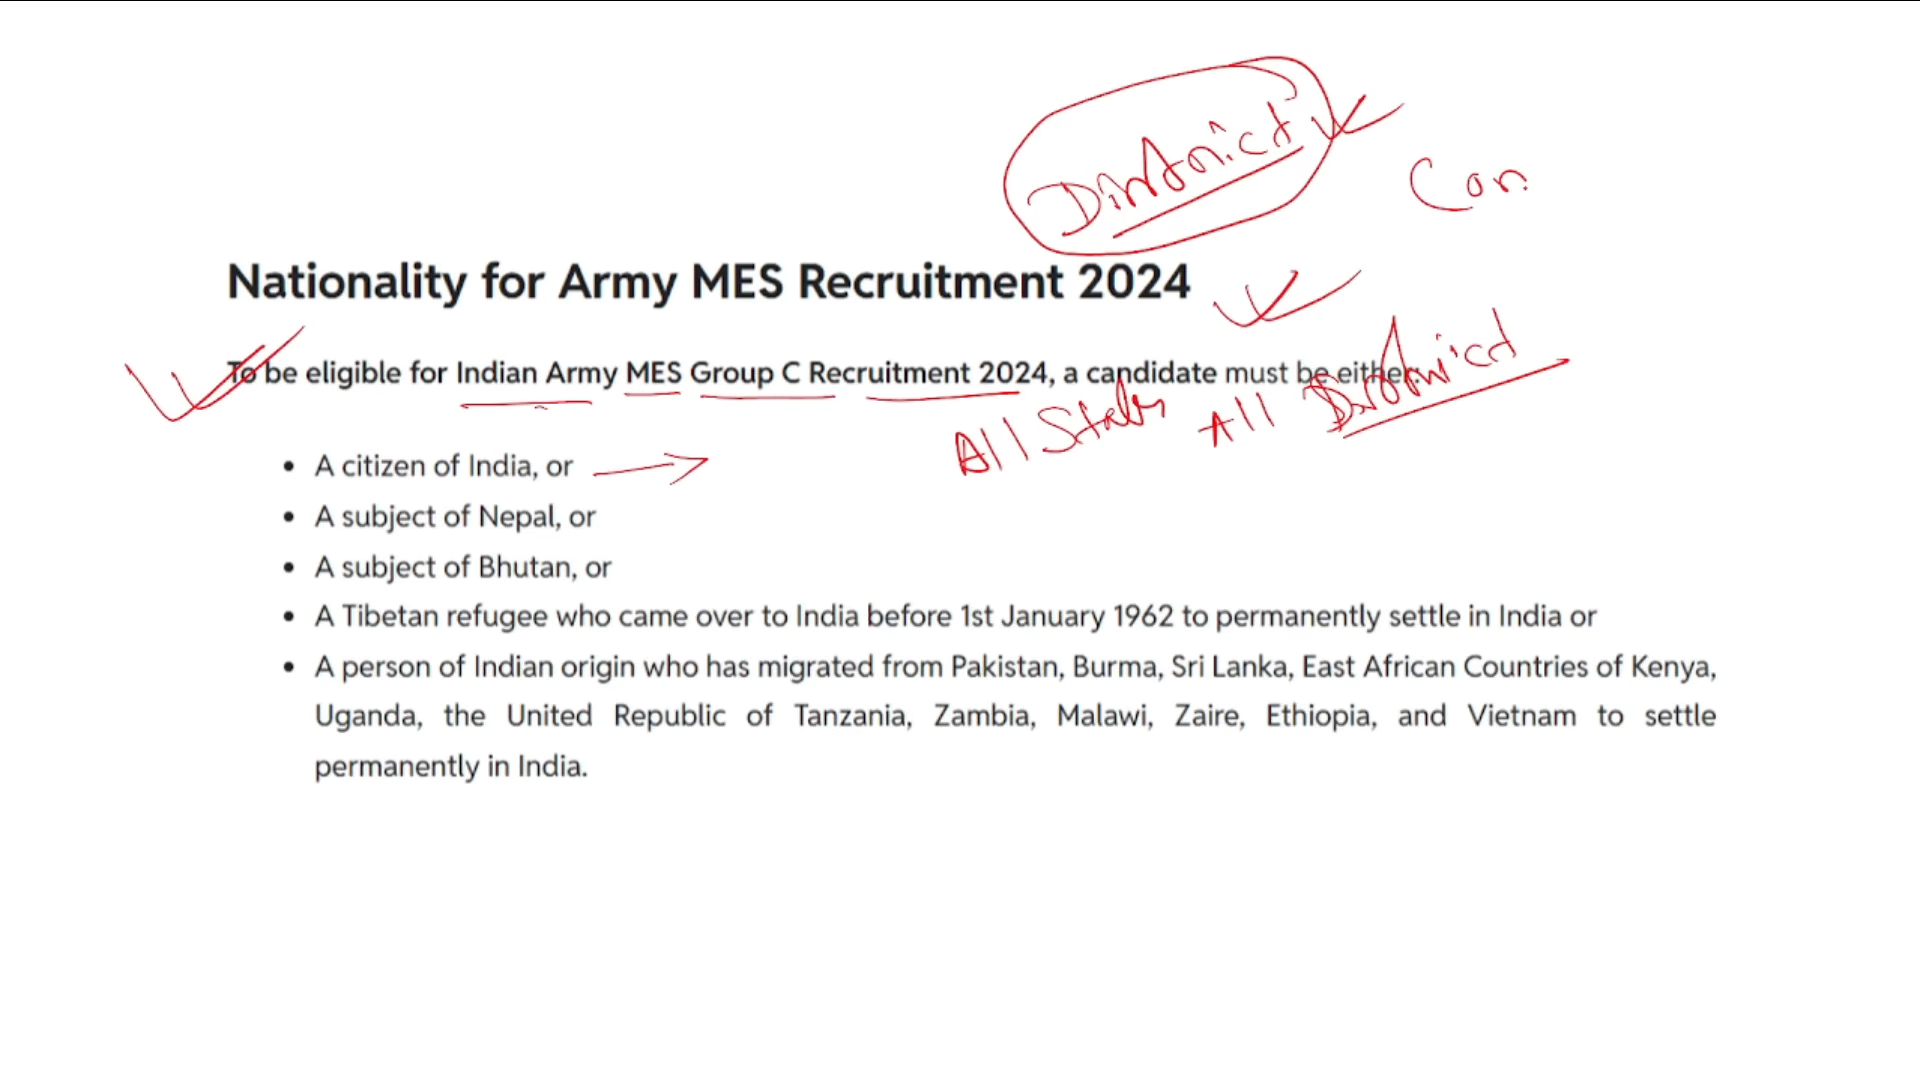 District
Con
Nationality for Army MES Recruitment 2024
To be eligible for Indian Army MES Group C Recruitment 2024, a candidate must be either:
All States All District
• A citizen of India, or
• A subject of Nepal, or
• A subject of Bhutan, or
• A Tibetan refugee who came over to India before 1st January 1962 to permanently settle in India or
• A person of Indian origin who has migrated from Pakistan, Burma, Sri Lanka, East African Countries of Kenya,
Uganda, the United Republic of Tanzania, Zambia, Malawi, Zaire, Ethiopia, and Vietnam to settle
permanently in India.